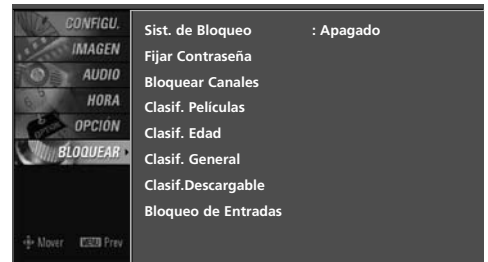 CONFIGU.
IMAGEN
AUDIO
HORA
OPCIÓN
BLOQUEAR
Mover MENU Prev
Sist. de Bloqueo : Apagado
Fijar Contraseña
Bloquear Canales
Clasif. Películas
Clasif. Edad
Clasif. General
Clasif.Descargable
Bloqueo de Entradas